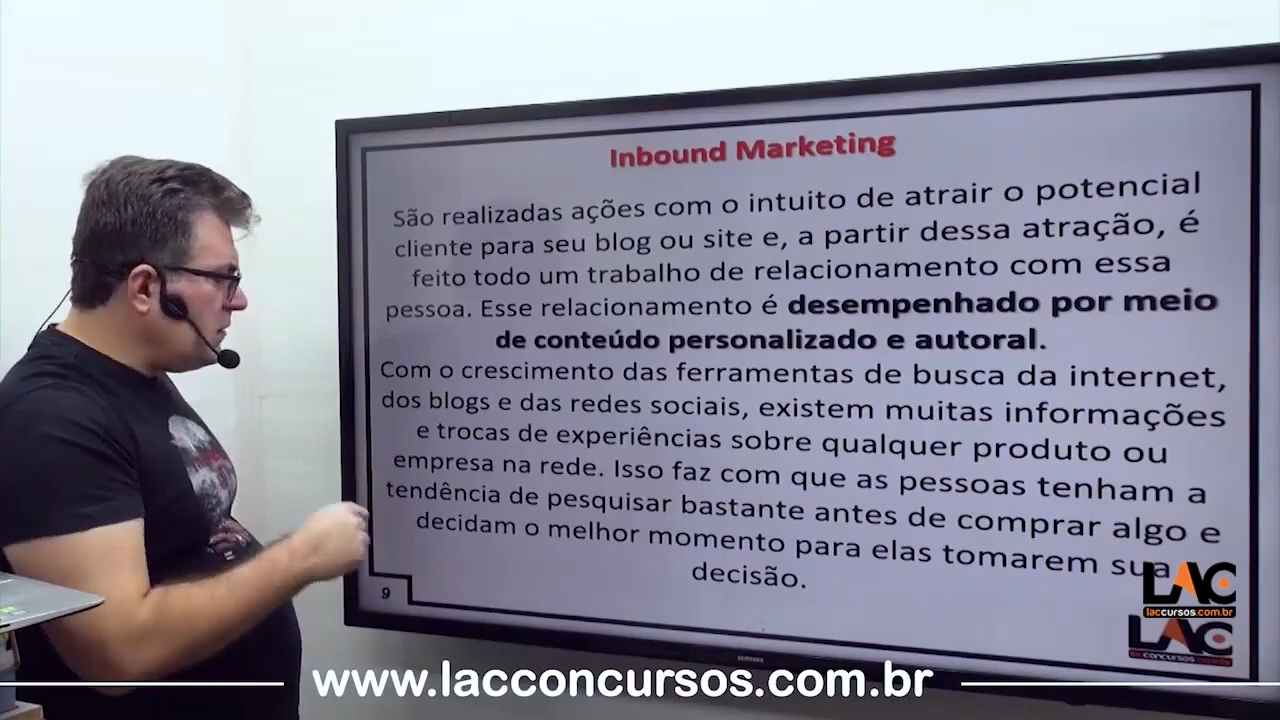 Inbound Marketing
São realizadas ações com o intuito de atrair o potencial
cliente para seu blog ou site e, a partir dessa atração, é
feito todo um trabalho de relacionamento com essa
pessoa. Esse relacionamento é desempenhado por meio
de conteúdo personalizado e autoral.
Com o crescimento das ferramentas de busca da internet,
dos blogs e das redes sociais, existem muitas informações
e trocas de experiências sobre qualquer produto ou
empresa na rede. Isso faz com que as pessoas tenham a
tendência de pesquisar bastante antes de comprar algo e
decidam o melhor momento para elas tomarem sua
decisão.
9
LAC
laccursos.com.br
LAC
lacconcursos.com.br
SAMSUNG
www.lacconcursos.com.br